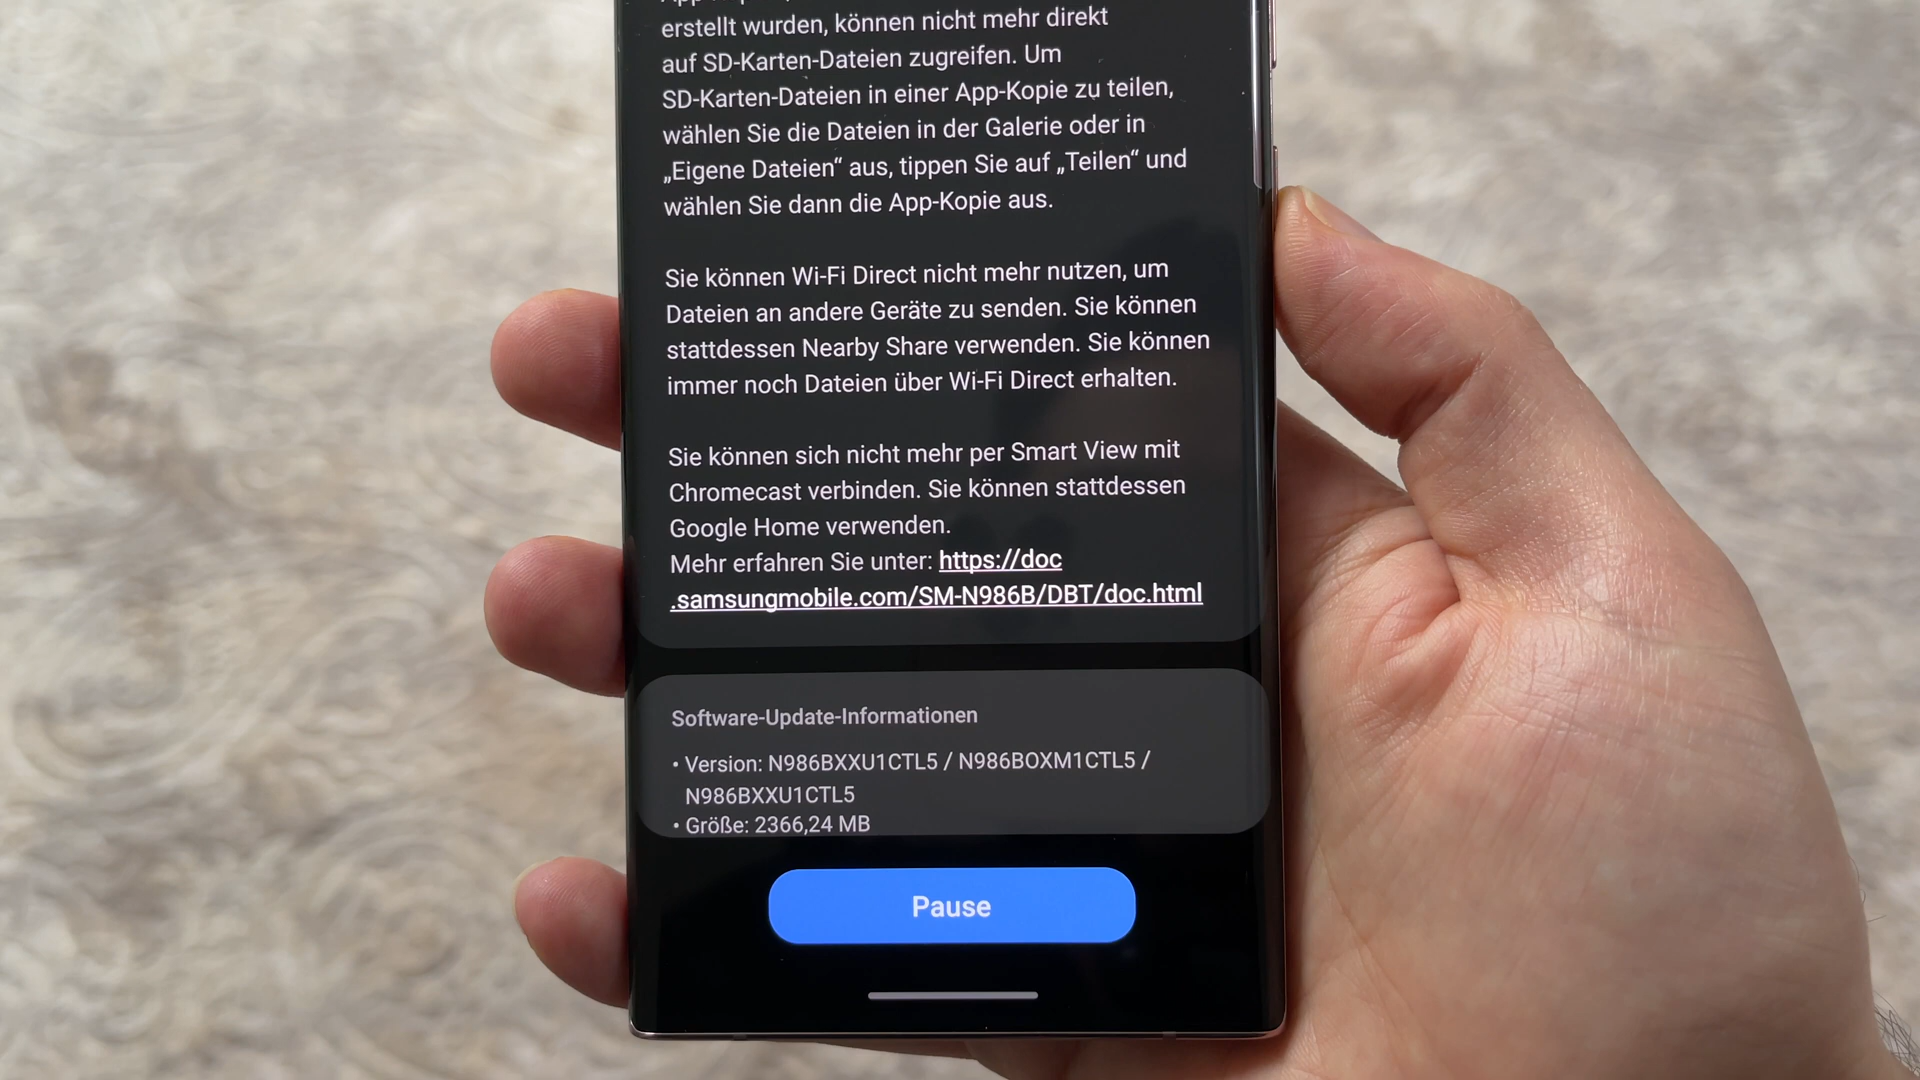 erstellt wurden, können nicht mehr direkt
auf SD-Karten-Dateien zugreifen. Um
SD-Karten-Dateien in einer App-Kopie zu teilen,
wählen Sie die Dateien in der Galerie oder in
„Eigene Dateien“ aus, tippen Sie auf „Teilen“ und
wählen Sie dann die App-Kopie aus.
Sie können Wi-Fi Direct nicht mehr nutzen, um
Dateien an andere Geräte zu senden. Sie können
stattdessen Nearby Share verwenden. Sie können
immer noch Dateien über Wi-Fi Direct erhalten.
Sie können sich nicht mehr per Smart View mit
Chromecast verbinden. Sie können stattdessen
Google Home verwenden.
Mehr erfahren Sie unter: https://doc
.samsungmobile.com/SM-N986B/DBT/doc.html
Software-Update-Informationen
• Version: N986BXXU1CTL5 / N986BOXM1CTL5 /
N986BXXU1CTL5
• Größe: 2366,24 MB
Pause